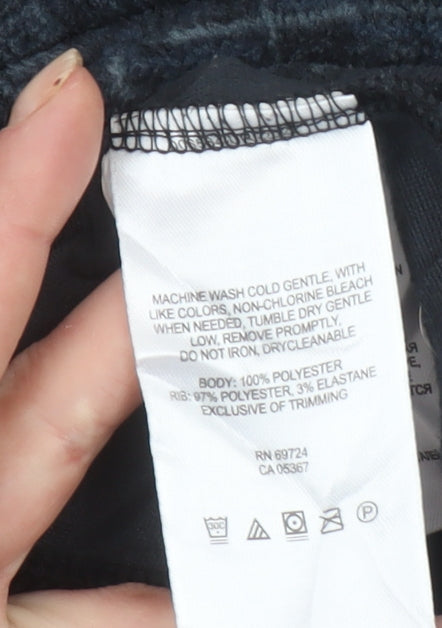 MACHINE WASH COLD GENTLE, WITH
LIKE COLORS, NON-CHLORINE BLEACH
WHEN NEEDED, TUMBLE DRY GENTLE
LOW, REMOVE PROMPTLY,
DO NOT IRON, DRYCLEANABLE
BODY: 100% POLYESTER
RIB: 97% POLYESTER, 3% ELASTANE
EXCLUSIVE OF TRIMMING
RN 69724
CA 05367
30C
P